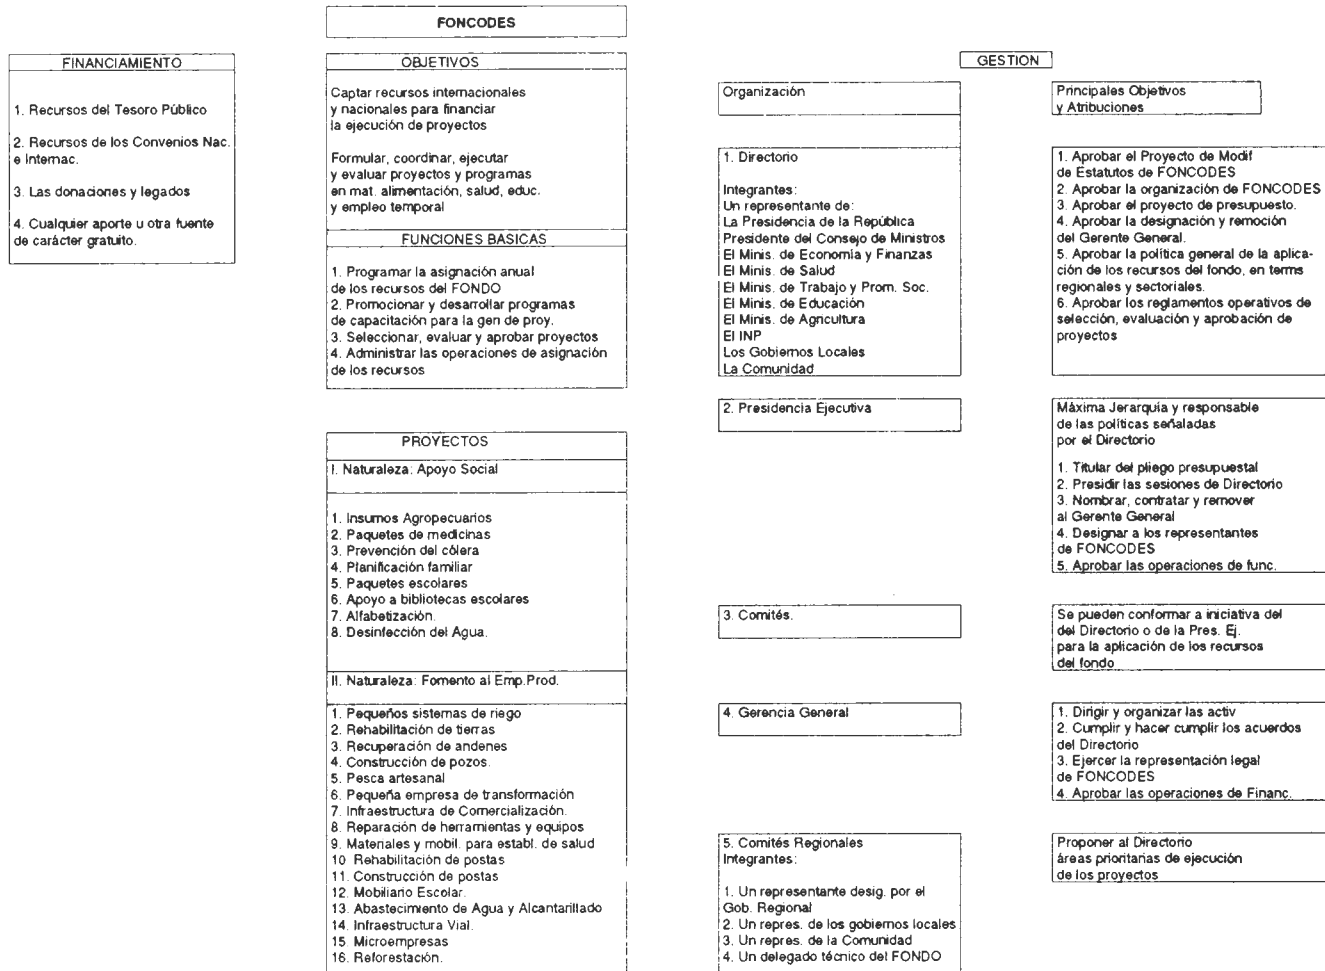 FONCODES
FINANCIAMIENTO
1. Recursos del Tesoro Público
2. Recursos de los Convenios Nac.
e Internac.
3. Las donaciones y legados
4. Cualquier aporte u otra fuente
de carácter gratuito.
OBJETIVOS
Captar recursos internacionales
y nacionales para financiar
la ejecución de proyectos
Formular, coordinar, ejecutar
y evaluar proyectos y programas
en mat. alimentación, salud, educ.
y empleo temporal
FUNCIONES BASICAS
1. Programar la asignación anual
de los recursos del FONDO
2. Promocionar y desarrollar programas
de capacitación para la gen de proy.
3. Seleccionar, evaluar y aprobar proyectos
4. Administrar las operaciones de asignación
de los recursos
PROYECTOS
I. Naturaleza: Apoyo Social
1. Insumos Agropecuarios
2. Paquetes de medicinas
3. Prevención del cólera
4. Planificación familiar
5. Paquetes escolares
6. Apoyo a bibliotecas escolares
7. Alfabetización.
8. Desinfección del Agua.
II. Naturaleza: Fomento al Emp.Prod.
1. Pequeños sistemas de riego
2. Rehabilitación de tierras
3. Recuperación de andenes
4. Construcción de pozos.
5. Pesca artesanal
6. Pequeña empresa de transformación
7. Infraestructura de Comercialización.
8. Reparación de herramientas y equipos
9. Materiales y mobil. para establ. de salud
10. Rehabilitación de postas
11. Construcción de postas
12. Mobiliario Escolar.
13. Abastecimiento de Agua y Alcantarillado
14. Infraestructura Vial.
15. Microempresas
16. Reforestación.
GESTION
Organización
Principales Objetivos
y Atribuciones
1. Directorio
Integrantes:
Un representante de:
La Presidencia de la República
Presidente del Consejo de Ministros
El Minis. de Economía y Finanzas
El Minis. de Salud
El Minis. de Trabajo y Prom. Soc.
El Minis. de Educación
El Minis. de Agricultura
El INP
Los Gobiernos Locales
La Comunidad
1. Aprobar el Proyecto de Modif
de Estatutos de FONCODES
2. Aprobar la organización de FONCODES
3. Aprobar el proyecto de presupuesto.
4. Aprobar la designación y remoción
del Gerente General.
5. Aprobar la política general de la aplica-
ción de los recursos del fondo, en terms
regionales y sectoriales.
6. Aprobar los reglamentos operativos de
selección, evaluación y aprobación de
proyectos
2. Presidencia Ejecutiva
Máxima Jerarquía y responsable
de las políticas señaladas
por el Directorio
1. Titular del pliego presupuestal
2. Presidir las sesiones de Directorio
3. Nombrar, contratar y remover
al Gerente General
4. Designar a los representantes
de FONCODES
5. Aprobar las operaciones de func.
3. Comités.
Se pueden conformar a iniciativa del
del Directorio o de la Pres. Ej.
para la aplicación de los recursos
del fondo
4. Gerencia General
1. Dirigir y organizar las activ
2. Cumplir y hacer cumplir los acuerdos
del Directorio
3. Ejercer la representación legal
de FONCODES
4. Aprobar las operaciones de Financ.
5. Comités Regionales
Integrantes:
1. Un representante desig. por el
Gob. Regional
2. Un repres. de los gobiernos locales
3. Un repres. de la Comunidad
4. Un delegado técnico del FONDO
Proponer al Directorio
áreas prioritarias de ejecución
de los proyectos